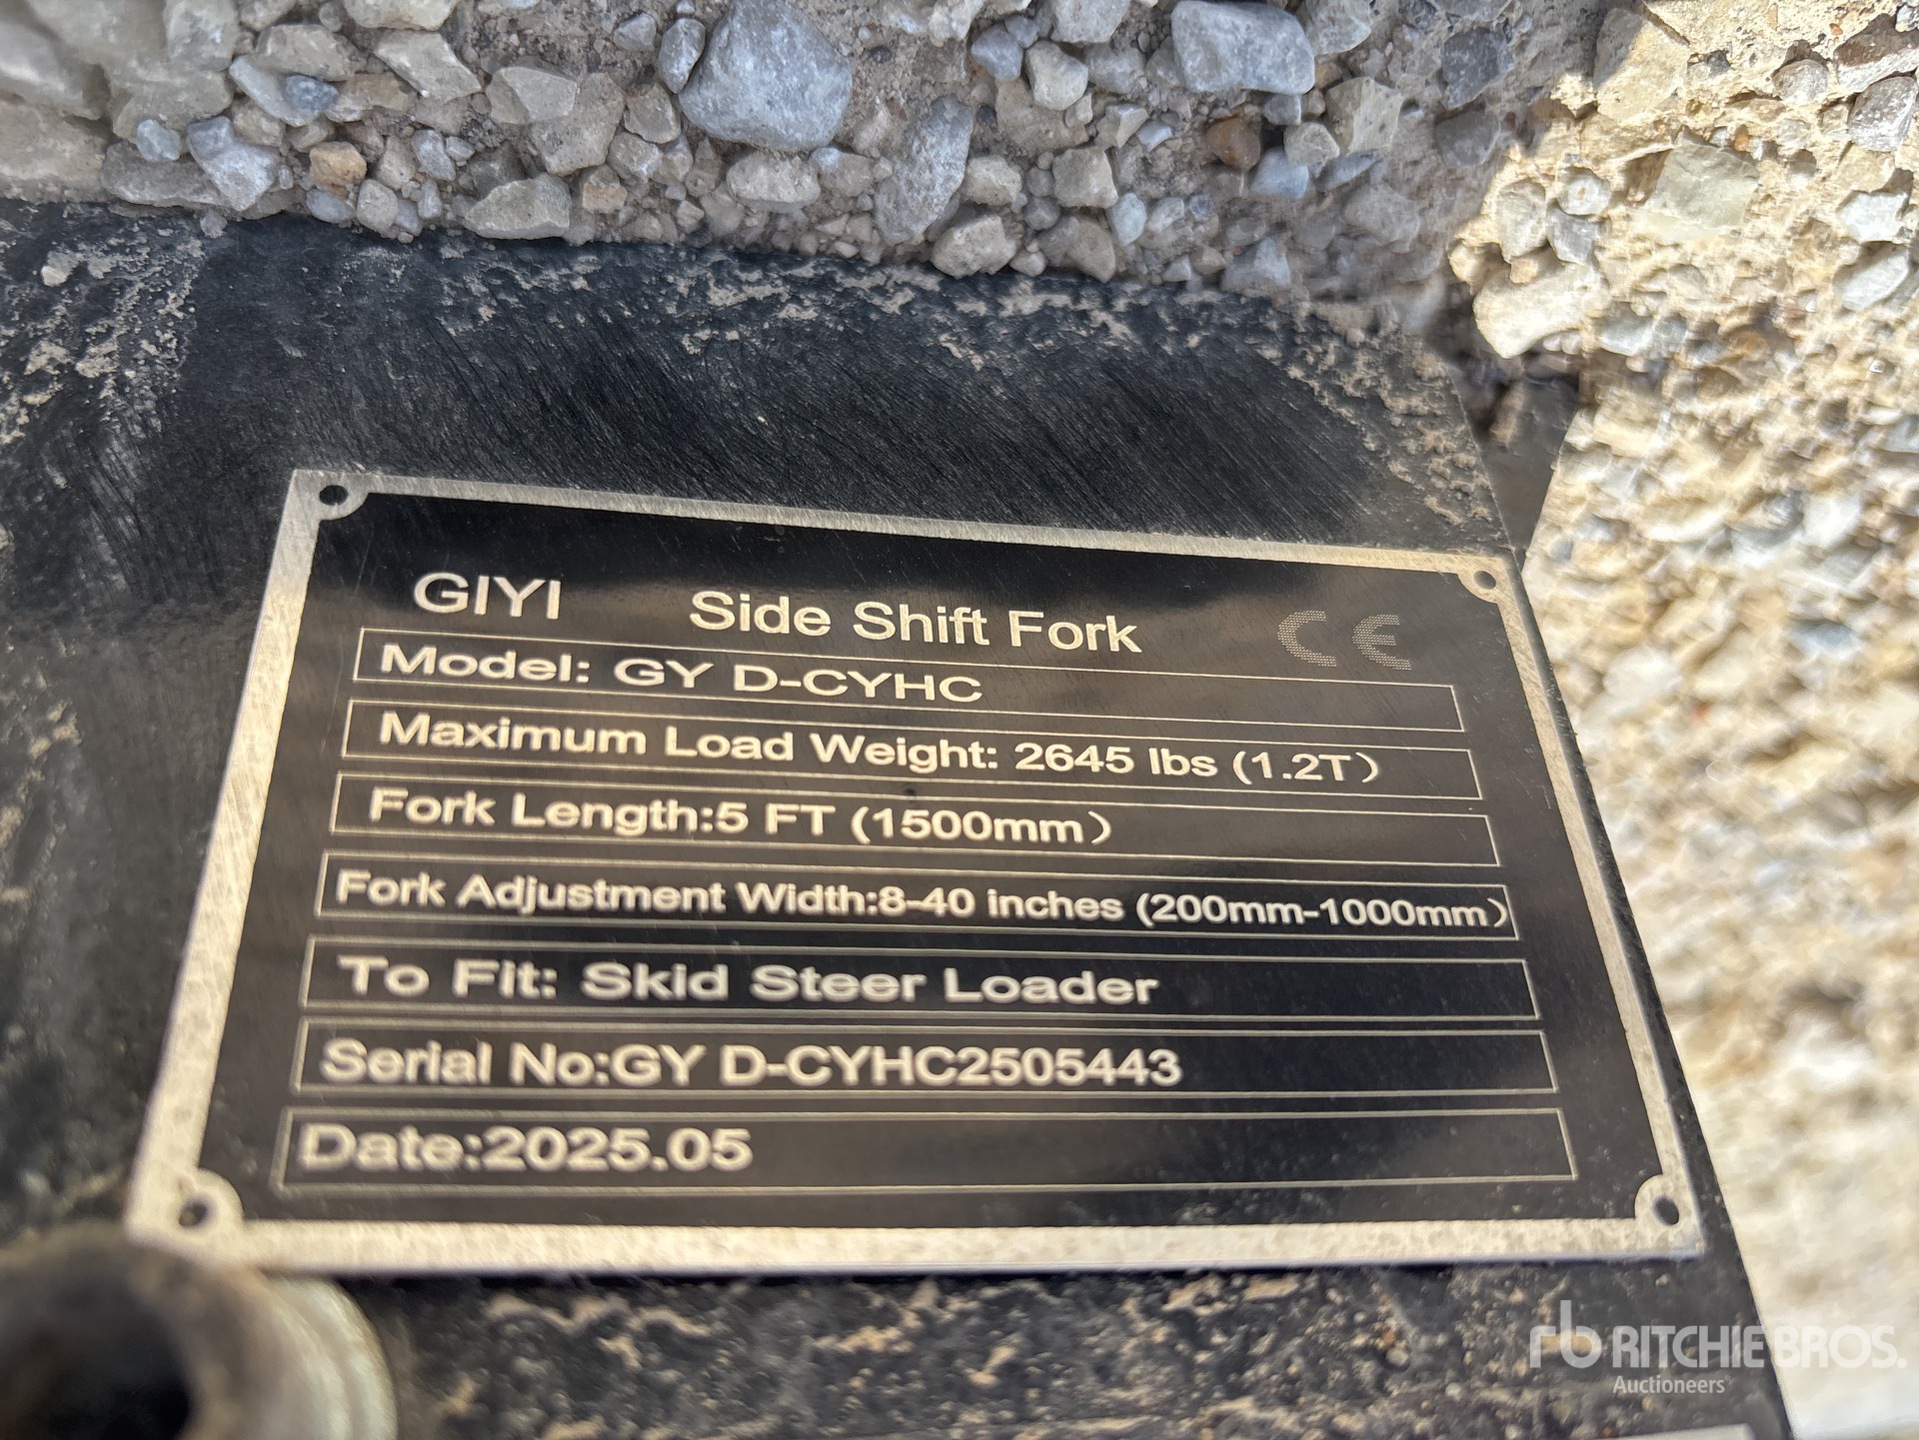 GIYI Side Shift Fork CE
Model: GY D-CYHC
Maximum Load Weight: 2645 lbs (1.2T）
Fork Length:5 FT (1500mm）
Fork Adjustment Width:8-40 inches (200mm-1000mm）
To Fit: Skid Steer Loader
Serial No:GY D-CYHC2505443
Date:2025.05
rb RITCHIE BROS.
Auctioneers